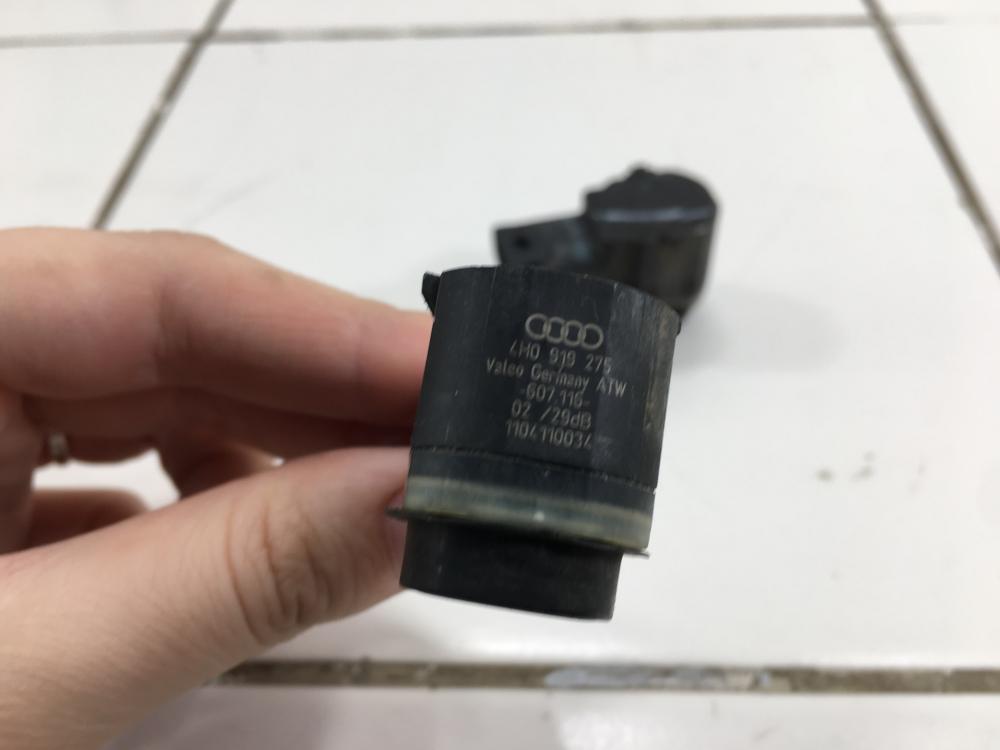 4H0 919 275
Valeo Germany ATW
-607 116-
02 /29dB
1104110034